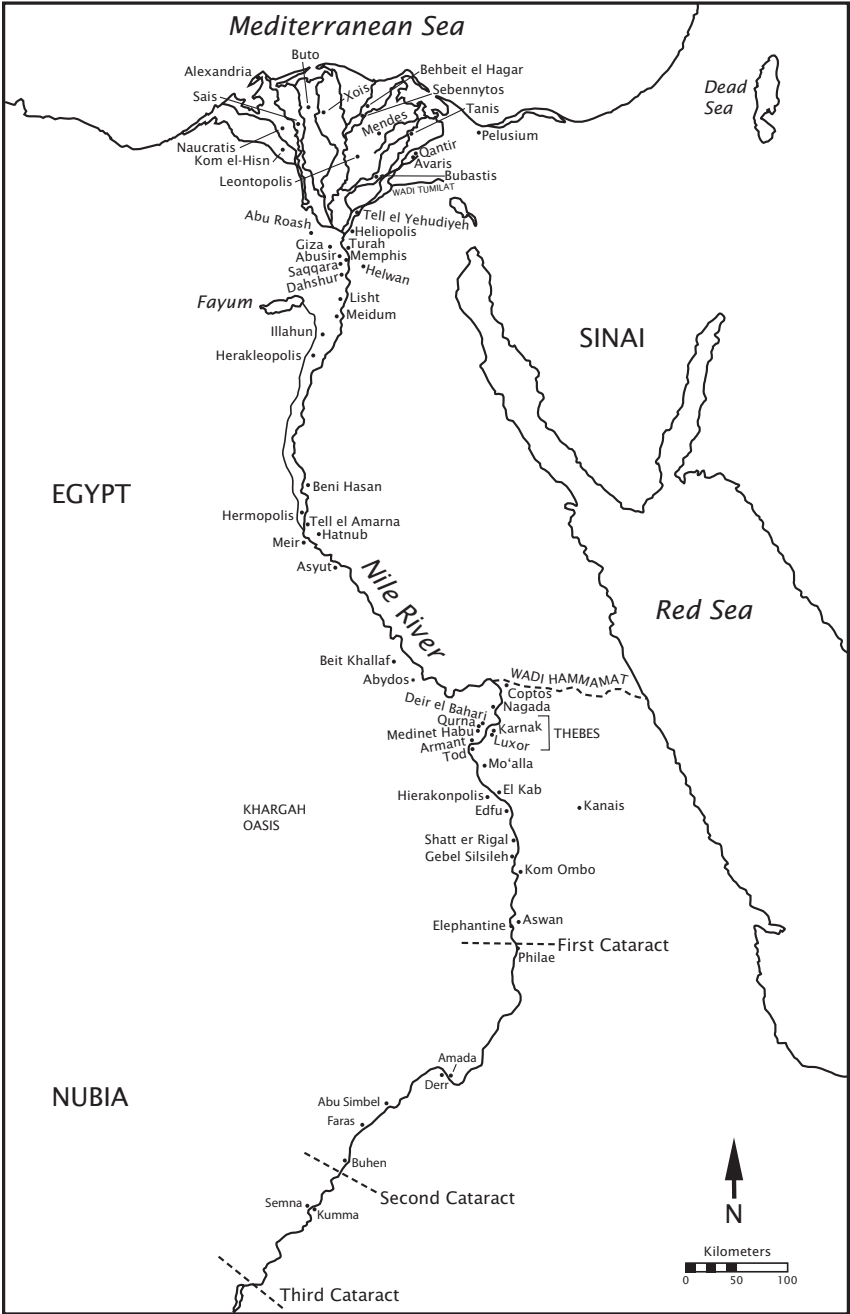 Mediterranean Sea
Buto
Alexandria
Behbeit el Hagar
Xois
Sebennytos
Sais
Tanis
Mendes
Dead
Sea
Pelusium
Naucratis
Qantir
Kom el-Hisn
Avaris
Leontopolis
Bubastis
WADI TUMILAT
Abu Roash
Tell el Yehudiyeh
Heliopolis
Giza
Turah
Abusir
Memphis
Saqqara
Helwan
Dahshur
Fayum
Lisht
Meidum
Illahun
SINAI
Herakleopolis
EGYPT
Beni Hasan
Hermopolis
Tell el Amarna
Hatnub
Meir
Asyut
Nile River
Red Sea
Beit Khallaf
Abydos
WADI HAMMAMAT
Coptos
Nagada
Deir el Bahari
Qurna
Karnak
THEBES
Medinet Habu
Luxor
Armant
Tod
Mo‘alla
El Kab
Hierakonpolis
Kanais
Edfu
KHARGAH
OASIS
Shatt er Rigal
Gebel Silsileh
Kom Ombo
Aswan
Elephantine
First Cataract
Philae
Amada
Derr
NUBIA
Abu Simbel
Faras
Buhen
Second Cataract
Semna
Kumma
N
Kilometers
0 50 100
Third Cataract